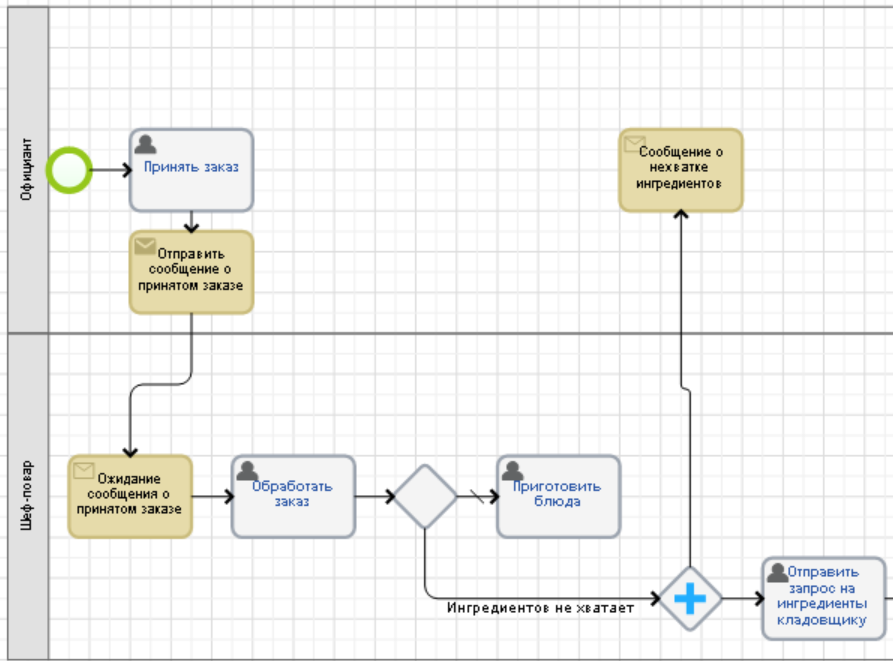 Официант
Принять заказ
Отправить
сообщение о
принятом заказе
Сообщение о
нехватке
ингредиентов
Шеф-повар
Ожидание
сообщения о
принятом заказе
Обработать
заказ
Приготовить
блюда
Ингредиентов не хватает
Отправить
запрос на
ингредиенты
кладовщику